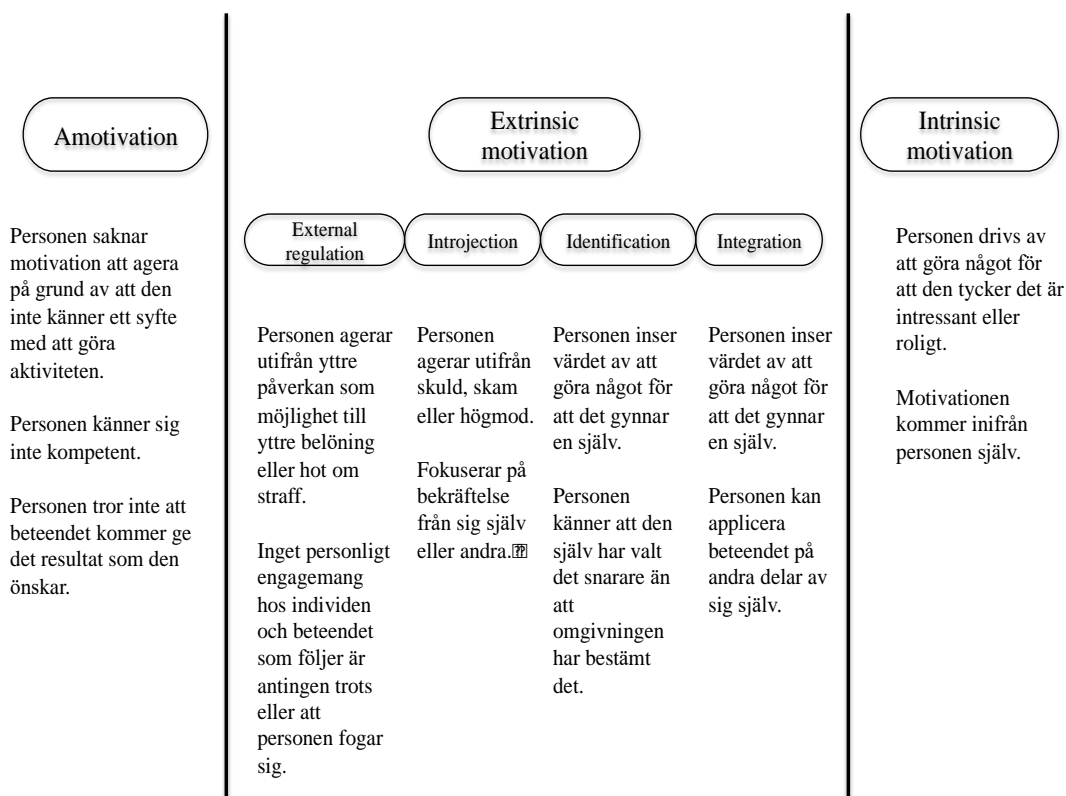 Amotivation
Extrinsic
motivation
Intrinsic
motivation
External
regulation
Introjection
Identification
Integration
Personen saknar
motivation att agera
på grund av att den
inte känner ett syfte
med att göra
aktiviteten.
Personen känner sig
inte kompetent.
Personen tror inte att
beteendet kommer ge
det resultat som den
önskar.
Personen agerar
utifrån yttre
påverkan som
möjlighet till
yttre belöning
eller hot om
straff.
Inget personligt
engagemang
hos individen
och beteendet
som följer är
antingen trots
eller att
personen fogar
sig.
Personen
agerar utifrån
skuld, skam
eller högmod.
Fokuserar på
bekräftelse
från sig själv
eller andra.
Personen inser
värdet av att
göra något för
att det gynnar
en själv.
Personen
känner att den
själv har valt
det snarare än
att
omgivningen
har bestämt
det.
Personen inser
värdet av att
göra något för
att det gynnar
en själv.
Personen kan
applicera
beteendet på
andra delar av
sig själv.
Personen drivs av
att göra något för
att den tycker det är
intressant eller
roligt.
Motivationen
kommer inifrån
personen själv.